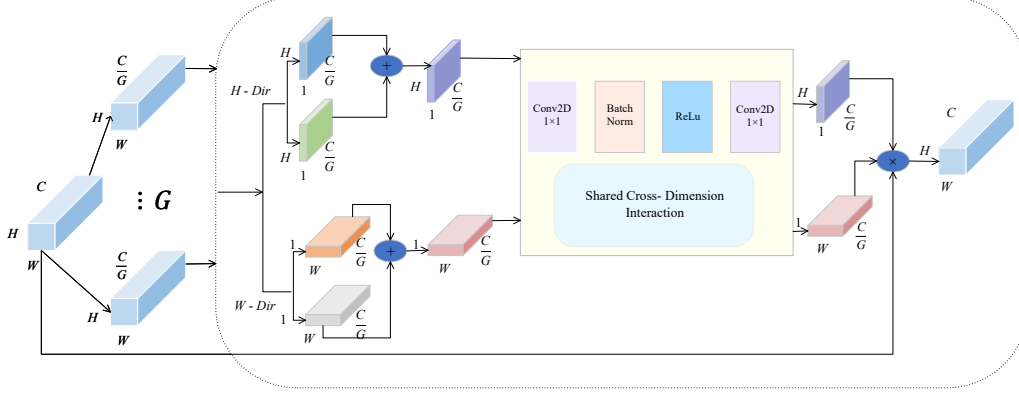 C
H
W
C
G
H
W
⋮ G
C
G
H
W
H - Dir
H
1
C
G
H
1
C
G
+
H
1
C
G
W - Dir
1
W
C
G
1
W
C
G
+
1
W
C
G
Conv2D
1×1
Batch
Norm
ReLu
Conv2D
1×1
Shared Cross- Dimension
Interaction
H
1
C
G
1
W
C
G
×
H
C
W